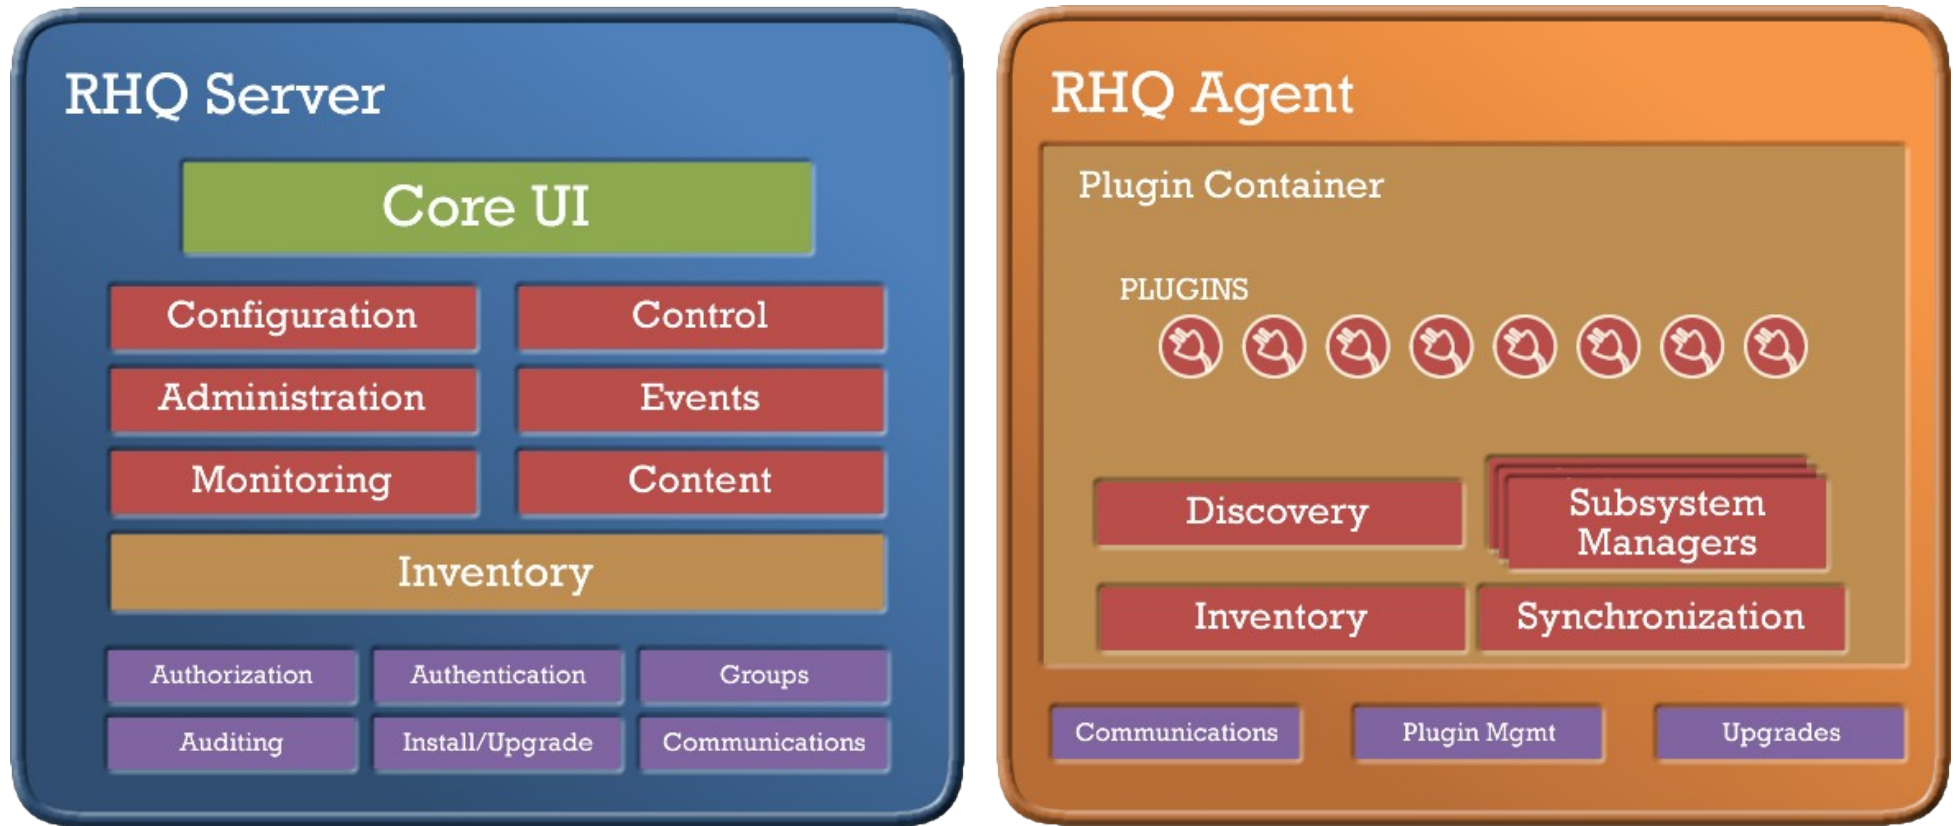 RHQ Server
Core UI
Configuration
Control
Administration
Events
Monitoring
Content
Inventory
Authorization
Authentication
Groups
Auditing
Install/Upgrade
Communications
RHQ Agent
Plugin Container
PLUGINS
Discovery
Subsystem
Managers
Inventory
Synchronization
Communications
Plugin Mgmt
Upgrades